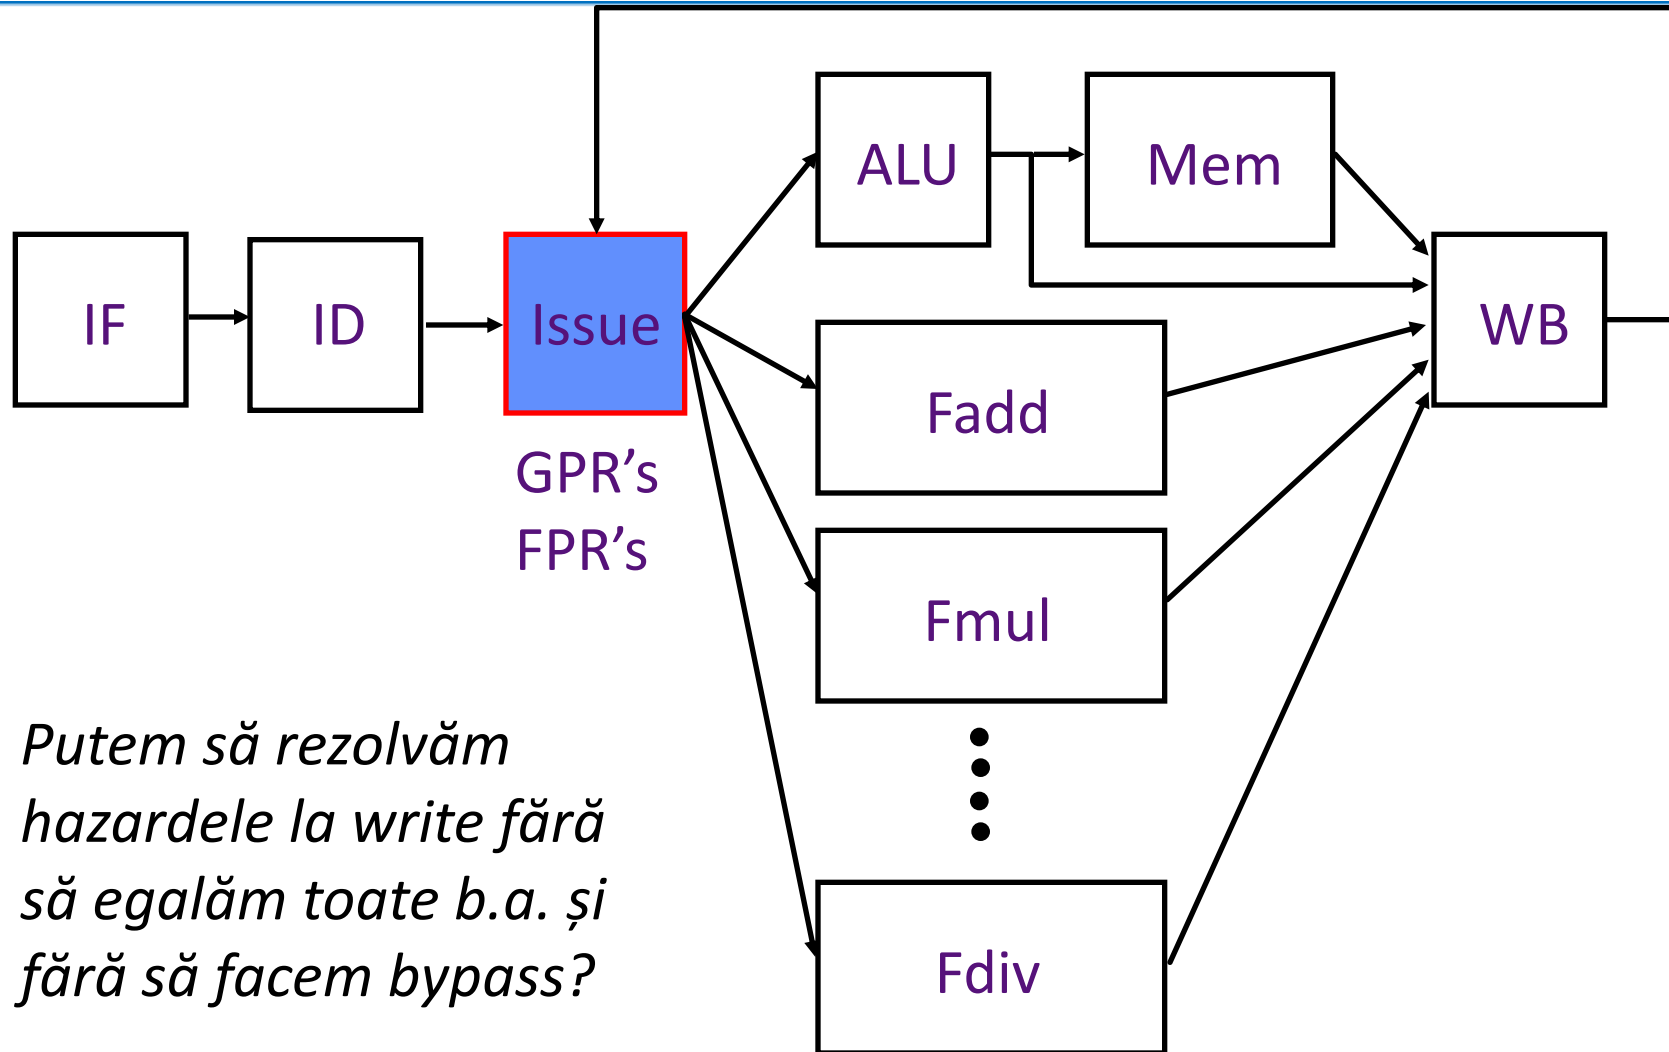 IF
ID
Issue
GPR’s
FPR’s
ALU
Mem
Fadd
Fmul
Fdiv
WB
Putem să rezolvăm
hazardele la write fără
să egalăm toate b.a. și
fără să facem bypass?